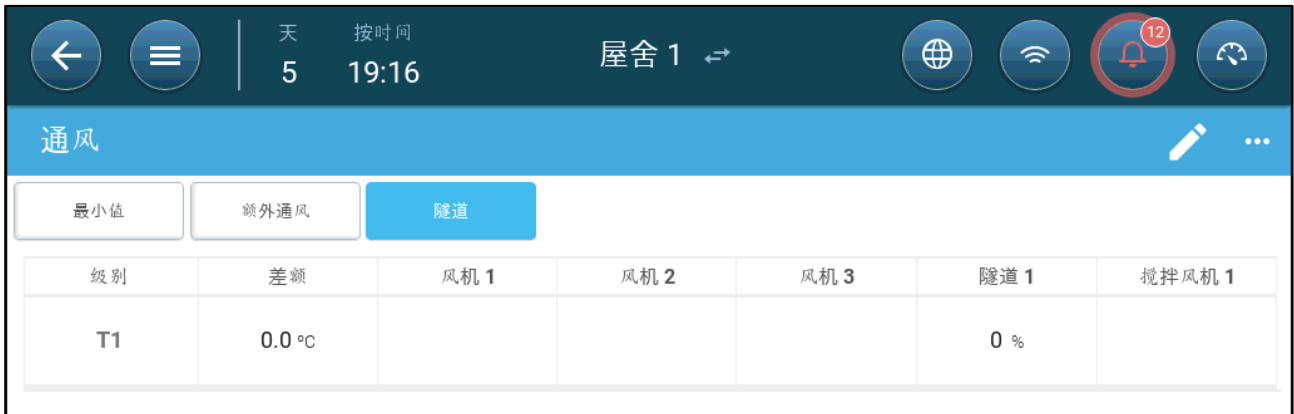 天 按时间
5 19:16 屋舍 1 12
通风
最小值 额外通风 隧道
级别 差额 风机 1 风机 2 风机 3 隧道 1 搅拌风机 1
T1 0.0 ºC 0 %